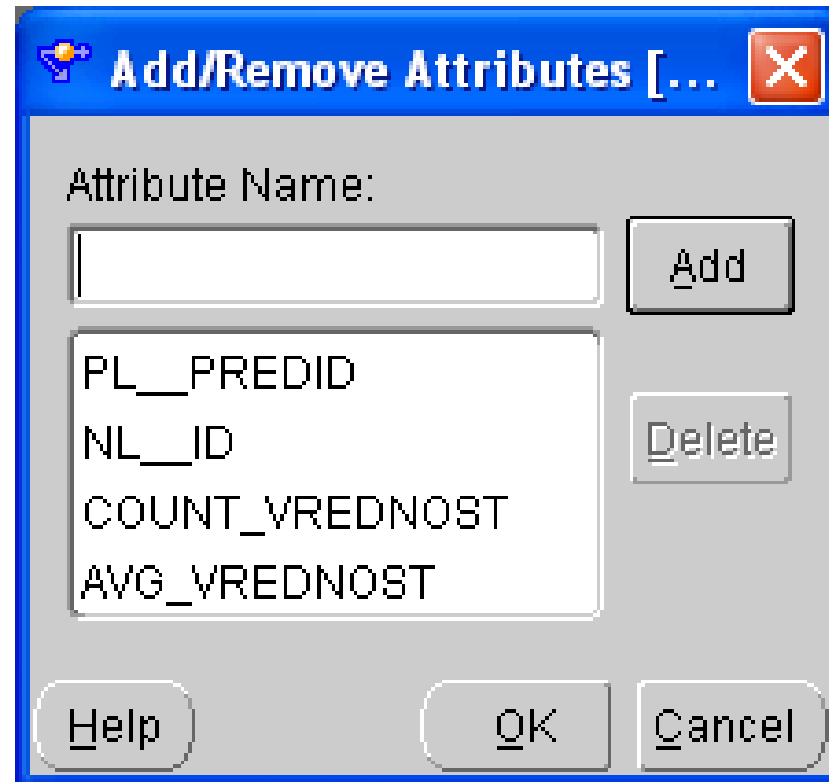 Add/Remove Attributes [...
Attribute Name:
Add
PL__PREDID
NL__ID
COUNT_VREDNOST
AVG_VREDNOST
Delete
Help
OK
Cancel